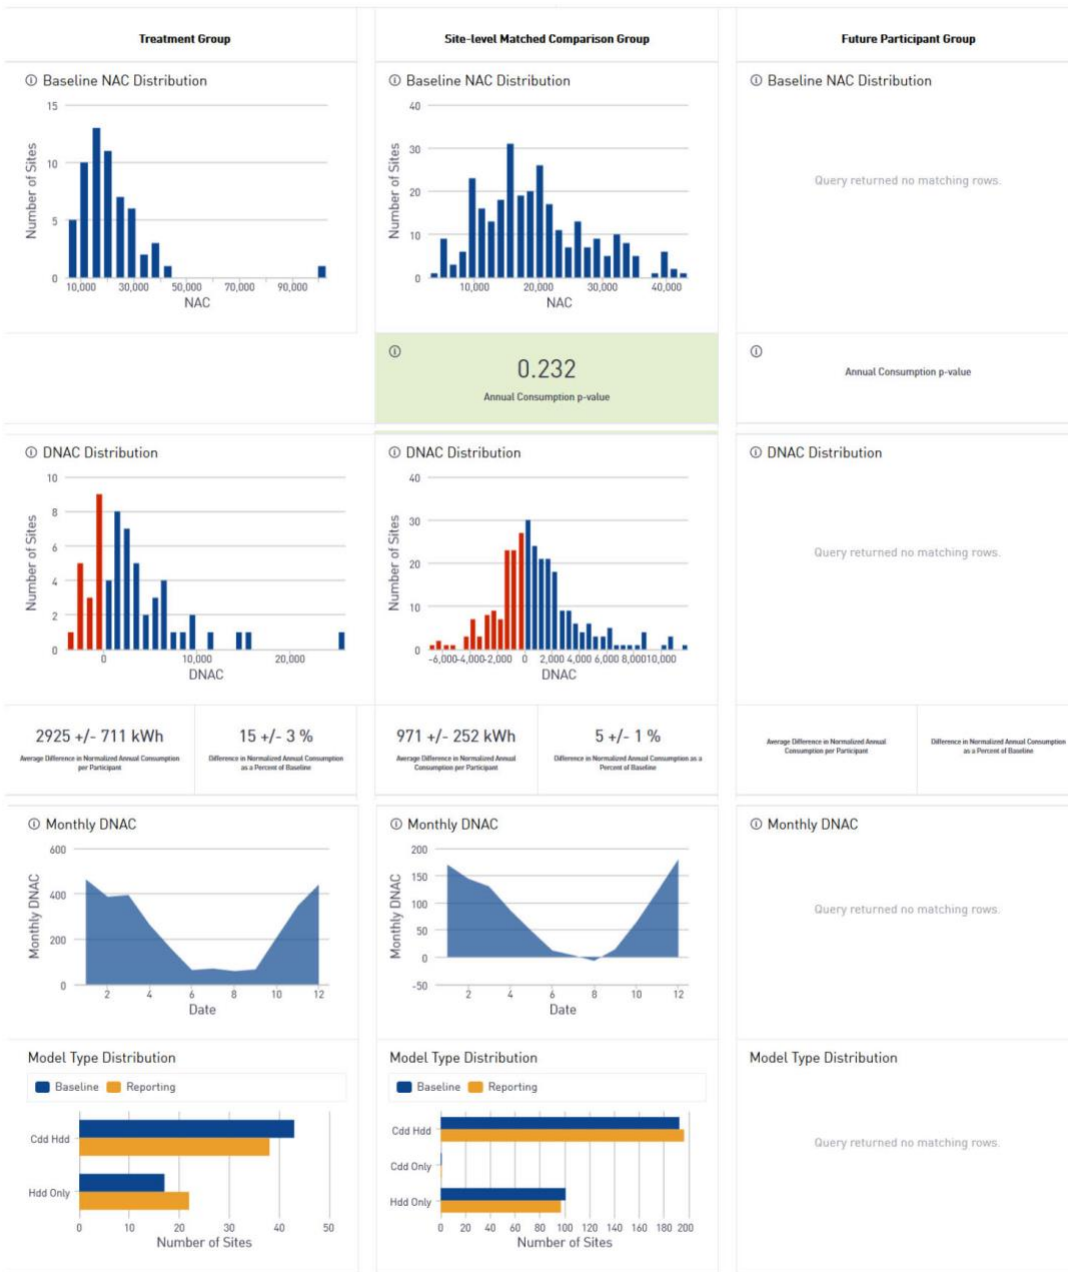 Treatment Group
Site-level Matched Comparison Group
Future Participant Group
Baseline NAC Distribution
15
10
5
0
Number of Sites
10,000 30,000 50,000 70,000 90,000
NAC
Baseline NAC Distribution
40
30
20
10
0
Number of Sites
10,000 20,000 30,000 40,000
NAC
Baseline NAC Distribution
Query returned no matching rows.
0.232
Annual Consumption p-value
Annual Consumption p-value
DNAC Distribution
10
8
6
4
2
0
Number of Sites
0 10,000 20,000
DNAC
DNAC Distribution
40
30
20
10
0
Number of Sites
-6,000-4,000-2,000 0 2,000 4,000 6,000 8,00010,000
DNAC
DNAC Distribution
Query returned no matching rows.
2925 +/- 711 kWh
Average Difference in Normalized Annual Consumption
per Participant
15 +/- 3 %
Difference in Normalized Annual Consumption
as a Percent of Baseline
971 +/- 252 kWh
Average Difference in Normalized Annual
Consumption per Participant
5 +/- 1 %
Difference in Normalized Annual Consumption as a
Percent of Baseline
Average Difference in Normalized Annual
Consumption per Participant
Difference in Normalized Annual Consumption
as a Percent of Baseline
Monthly DNAC
600
400
200
0
Monthly DNAC
2 4 6 8 10 12
Date
Monthly DNAC
200
150
100
50
0
-50
Monthly DNAC
2 4 6 8 10 12
Date
Monthly DNAC
Query returned no matching rows.
Model Type Distribution
Baseline Reporting
Cdd Hdd
Hdd Only
0 10 20 30 40 50
Number of Sites
Model Type Distribution
Baseline Reporting
Cdd Hdd
Cdd Only
Hdd Only
0 20 40 60 80 100 120 140 160 180 200
Number of Sites
Model Type Distribution
Query returned no matching rows.